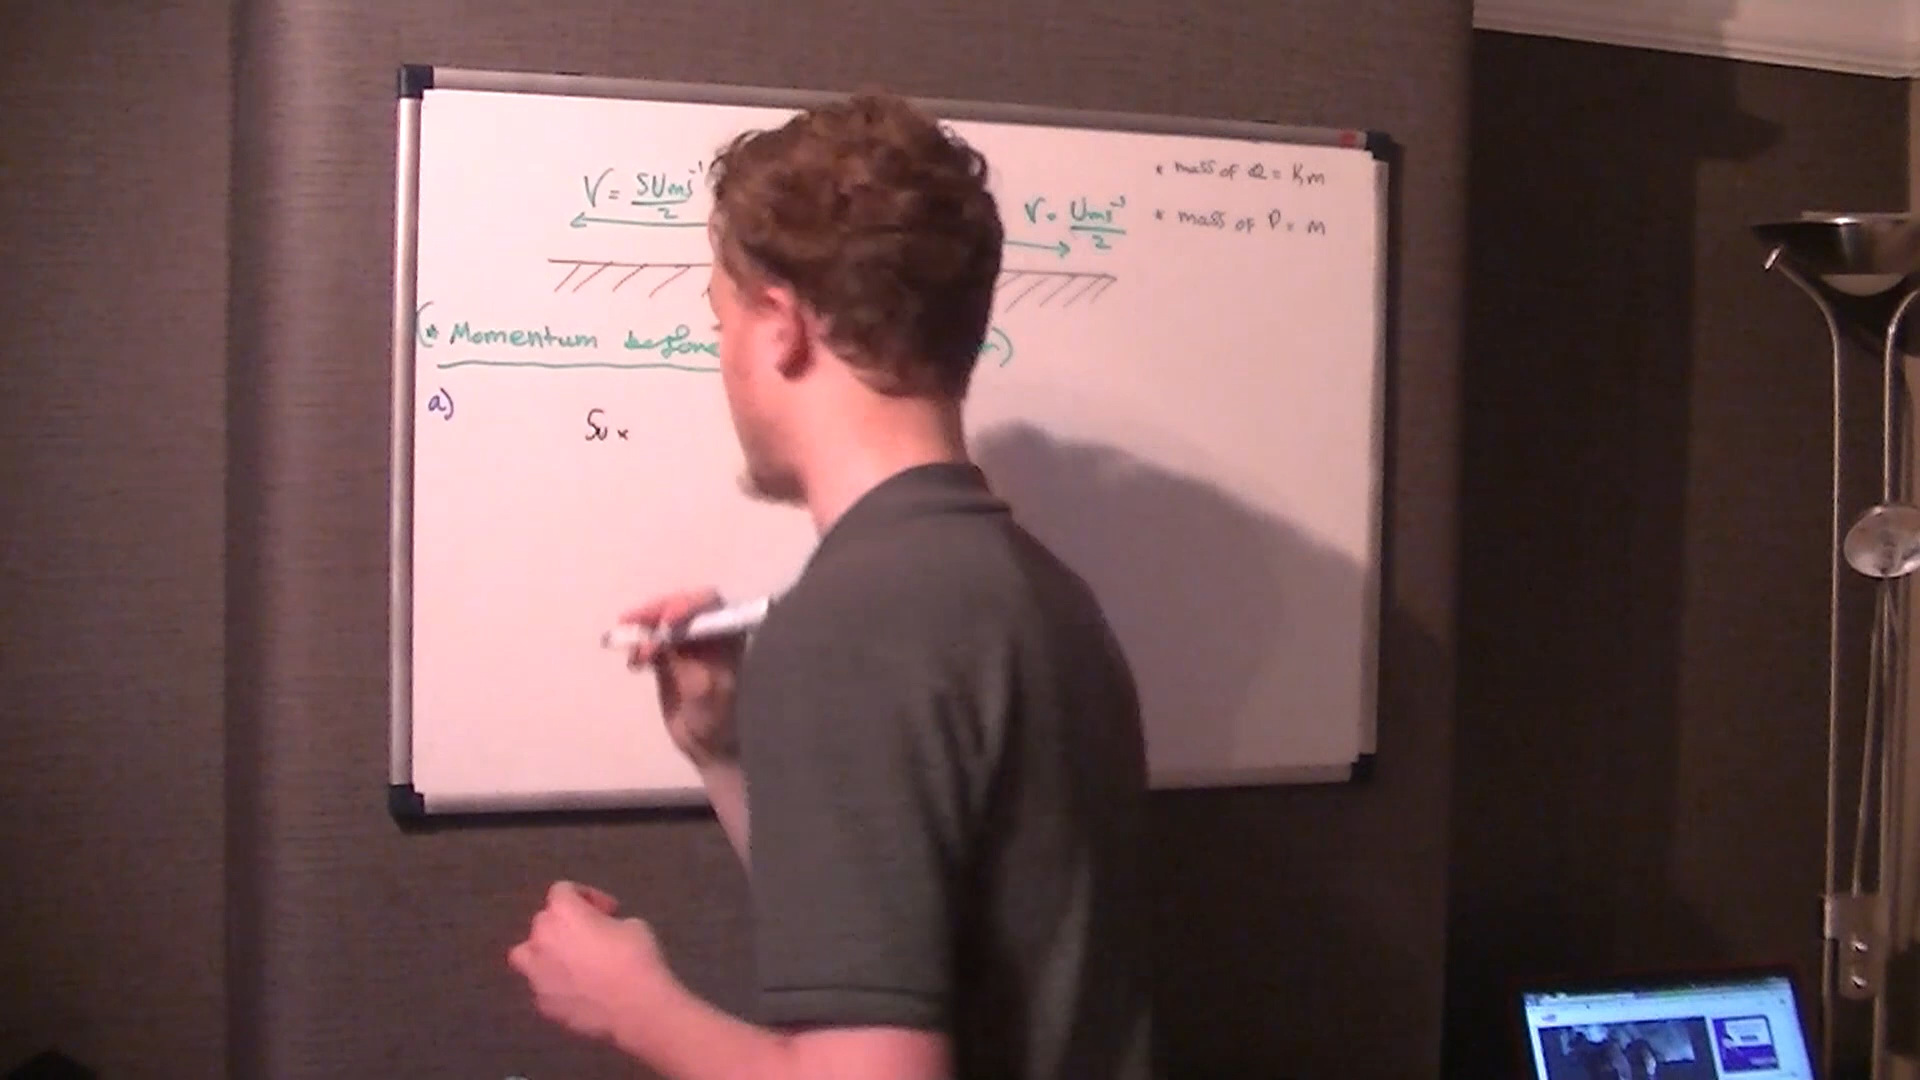 V = 5Ums⁻¹/2
V = Ums⁻¹/2
* mass of Q = Km
* mass of P = m
(* Momentum before
m)
a)
5u ×